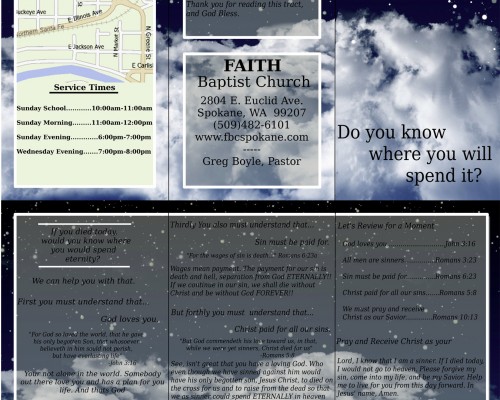 uckeye Ave
E Illinois Ave
Northern Santa Fe
E Jackson Ave
N Market St
N Greene St
E Carlisl
Service Times
Sunday School...........10:00am-11:00am
Sunday Morning.....11:00am-12:00pm
Sunday Evening..........6:00pm-7:00pm
Wednesday Evening......7:00pm-8:00pm
Thank you for reading this tract,
and God Bless.
FAITH
Baptist Church
2804 E. Euclid Ave.
Spokane, WA 99207
(509)482-6101
www.fbcspokane.com
-----
Greg Boyle, Pastor
Do you know
where you will
spend it?
If you died today,
would you know where
you would spend
eternity?
We can help you with that.
First you must understand that...
God loves you.
"For God so loved the world, that he gave
his only begotten Son, that whosoever
believeth in him should not perish,
but have everlasting life"
John 3:16
Your not alone in the world. Somebody
out there love you and has a plan for you
life. And thats God
Thirdly You also must understand that...
Sin must be paid for
"For the wages of sin is death..." Romans 6:23a
Wages mean payment. The payment for our sin is
death and hell, separation from God ETERNALLY!!
If we continue in our sin, we shall die without
Christ and be without God FOREVER!!
But forthly you must understand that...
Christ paid for all our sins.
"But God commendeth his love toward us, in that,
while we were yet sinners, Christ died for us"
Romans 5:8
See, isn't great that you have a loving God. Who
even though we have sinned against him would
have his only begotten son, Jesus Christ, to died on
the cross for us and to raise from the dead so that
we as sinners could spend ETERNALLY in heaven
Let's Review for a Moment
God loves you ........................John 3:16
All men are sinners............Romans 3:23
Sin must be paid for...........Romans 6:23
Christ paid for all our sins....Romans 5:8
We must pray and receive
Christ as our Savior..........Romans 10:13
Pray and Receive Christ as your
Lord, I know that I am a sinner. If I died today,
I would not go to heaven. Please forgive my
sin, come into my life, and be my Savior. Help
me to live for you from this day forward. In
Jesus' name, Amen.